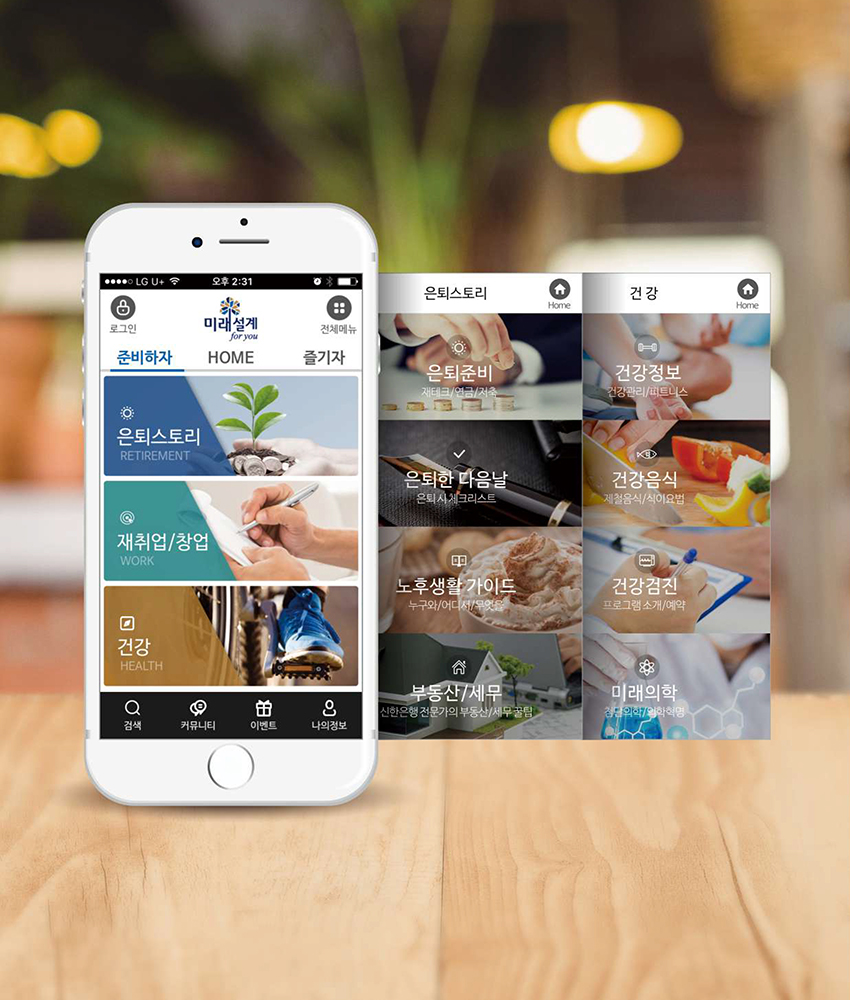 LG U+
오후 2:31
로그인
미래설계
for you
전체메뉴
준비하자
HOME
즐기자
은퇴스토리
RETIREMENT
재취업/창업
WORK
건강
HEALTH
검색
커뮤니티
이벤트
나의정보
은퇴스토리
Home
은퇴준비
재테크/연금/저축
은퇴한 다음날
은퇴 시 체크리스트
노후생활 가이드
누구와/어디서/무엇을
부동산/세무
신한은행 전문가의 부동산/세무 꿀팁
건 강
Home
건강정보
건강관리/피트니스
건강음식
제철음식/식이요법
건강검진
프로그램 소개/예약
미래의학
첨단의학/의학혁명